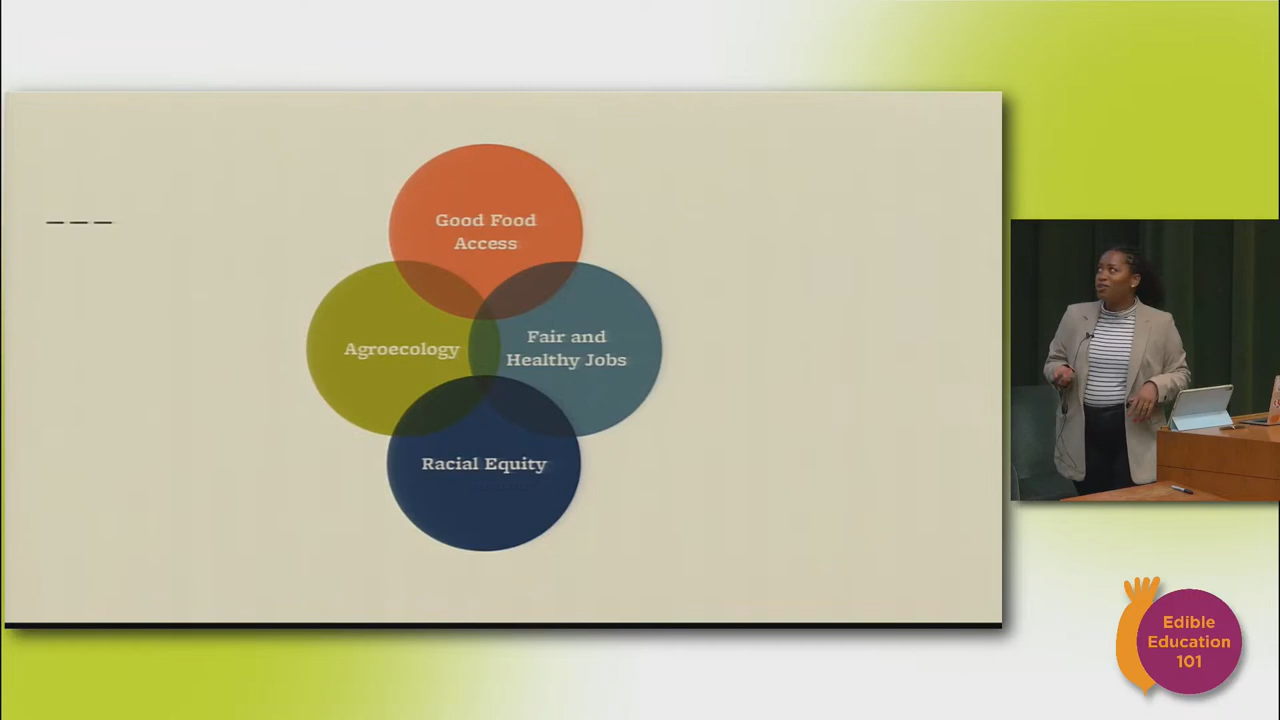 Good Food
Access
Agroecology
Fair and
Healthy Jobs
Racial Equity
Edible
Education
101